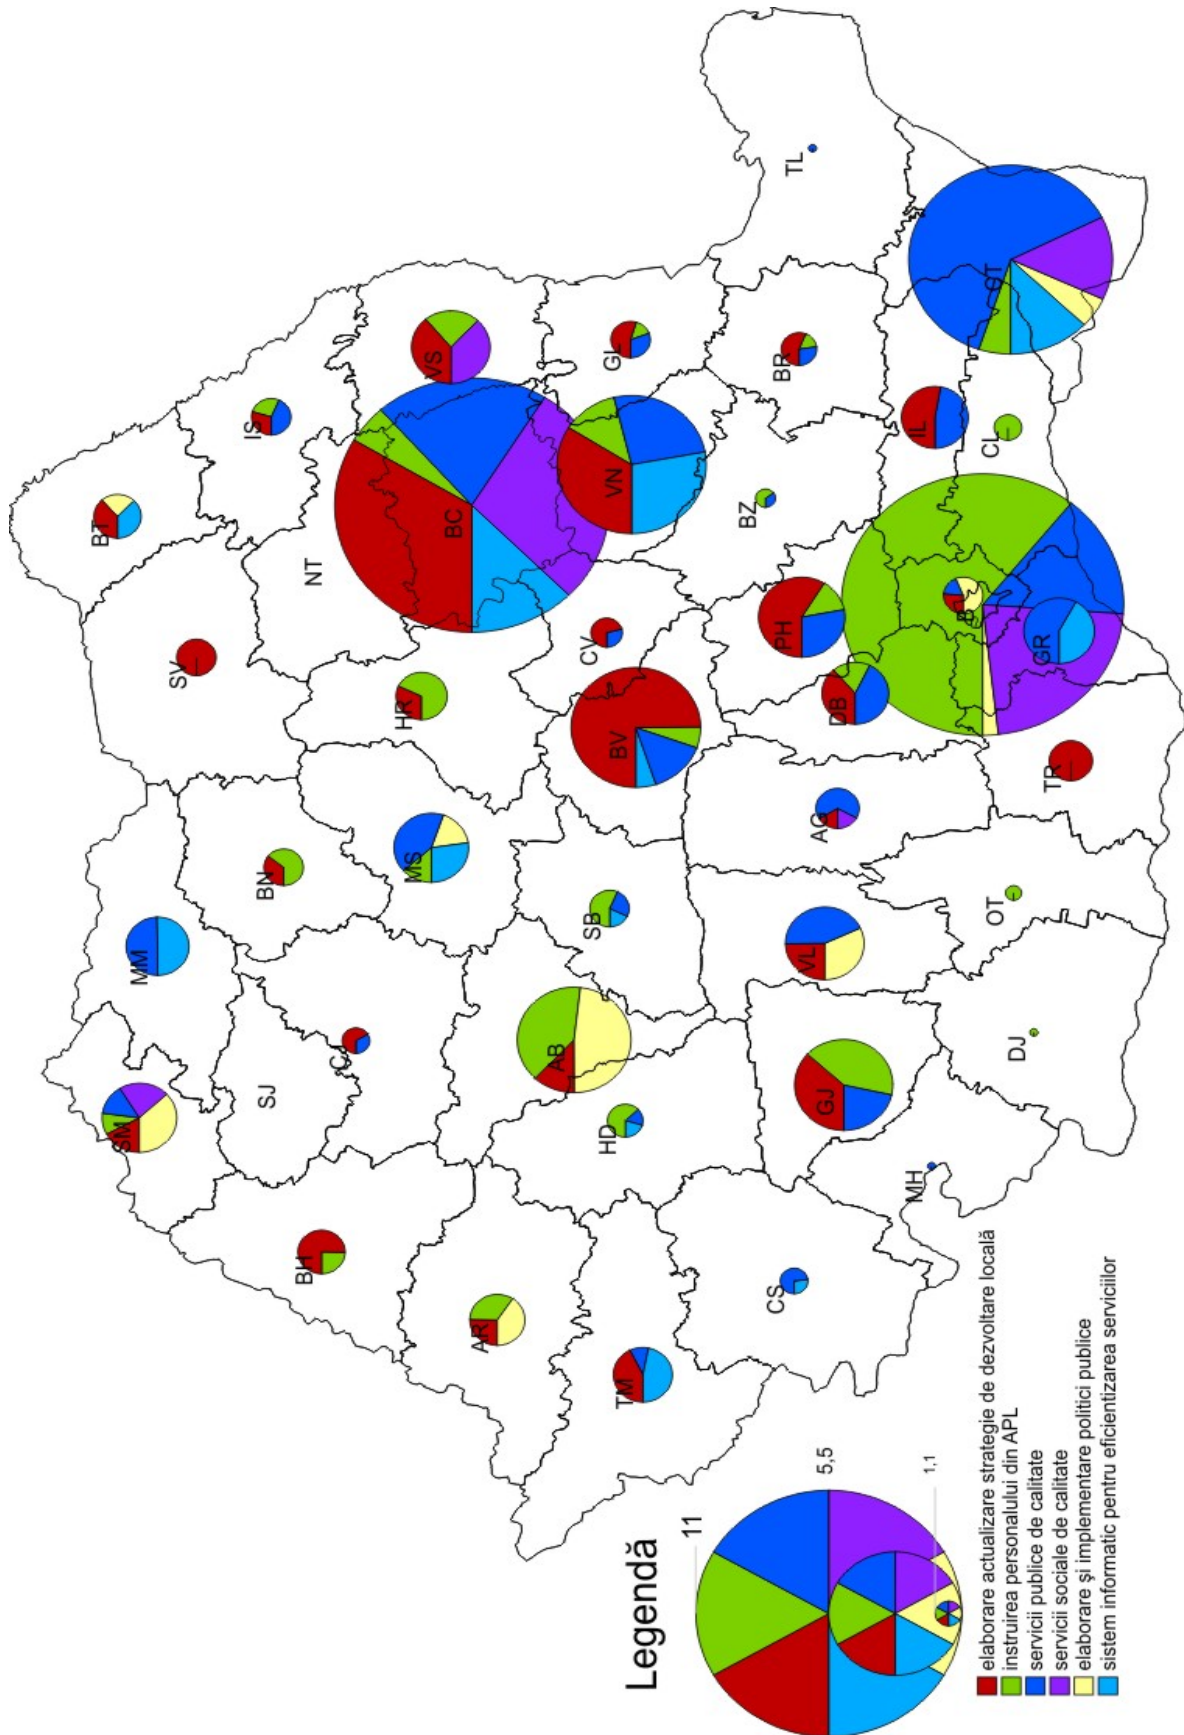 BT
SV
IS
MM
BN
NT
SM
SJ
CJ
HR
MS
BC
VS
BH
AR
AB
SB
BV
CV
VN
GL
TM
HD
PH
BZ
BR
TL
CS
GJ
VL
AG
DB
IL
MH
DJ
OT
TR
B
GR
CL
CT
Legendă
11
5,5
1,1
elaborare actualizare strategie de dezvoltare locală
instruirea personalului din APL
servicii publice de calitate
servicii sociale de calitate
elaborare şi implementare politici publice
sistem informatic pentru eficientizarea serviciilor